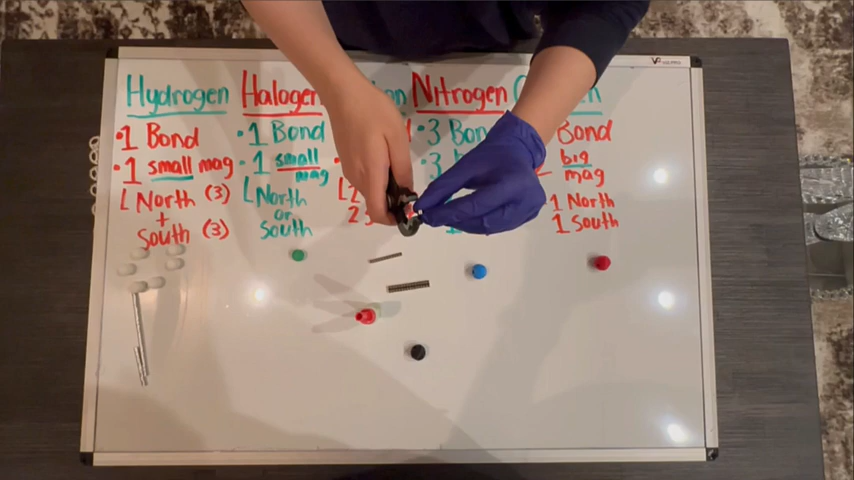 Hydrogen Halogen Nitrogen
• 1 Bond
• 1 small mag
North (3)
+
South (3)
• 1 Bond
• 1 small mag
North
or
South
• 3
• 3
Bond
big
mag
1 North
1 South